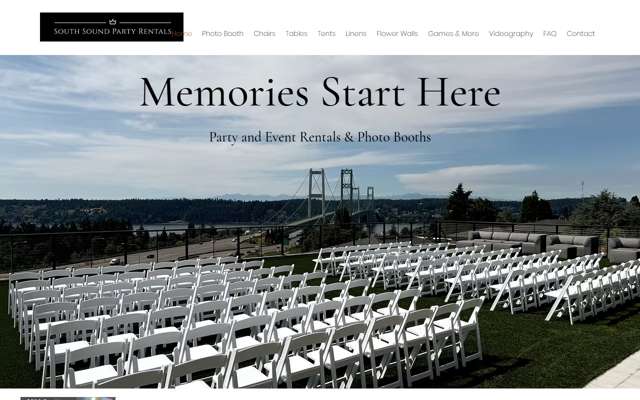 South Sound Party Rentals
Home Photo Booth Chairs Tables Tents Linens Flower Walls Games & More Videography FAQ Contact
Memories Start Here
Party and Event Rentals & Photo Booths